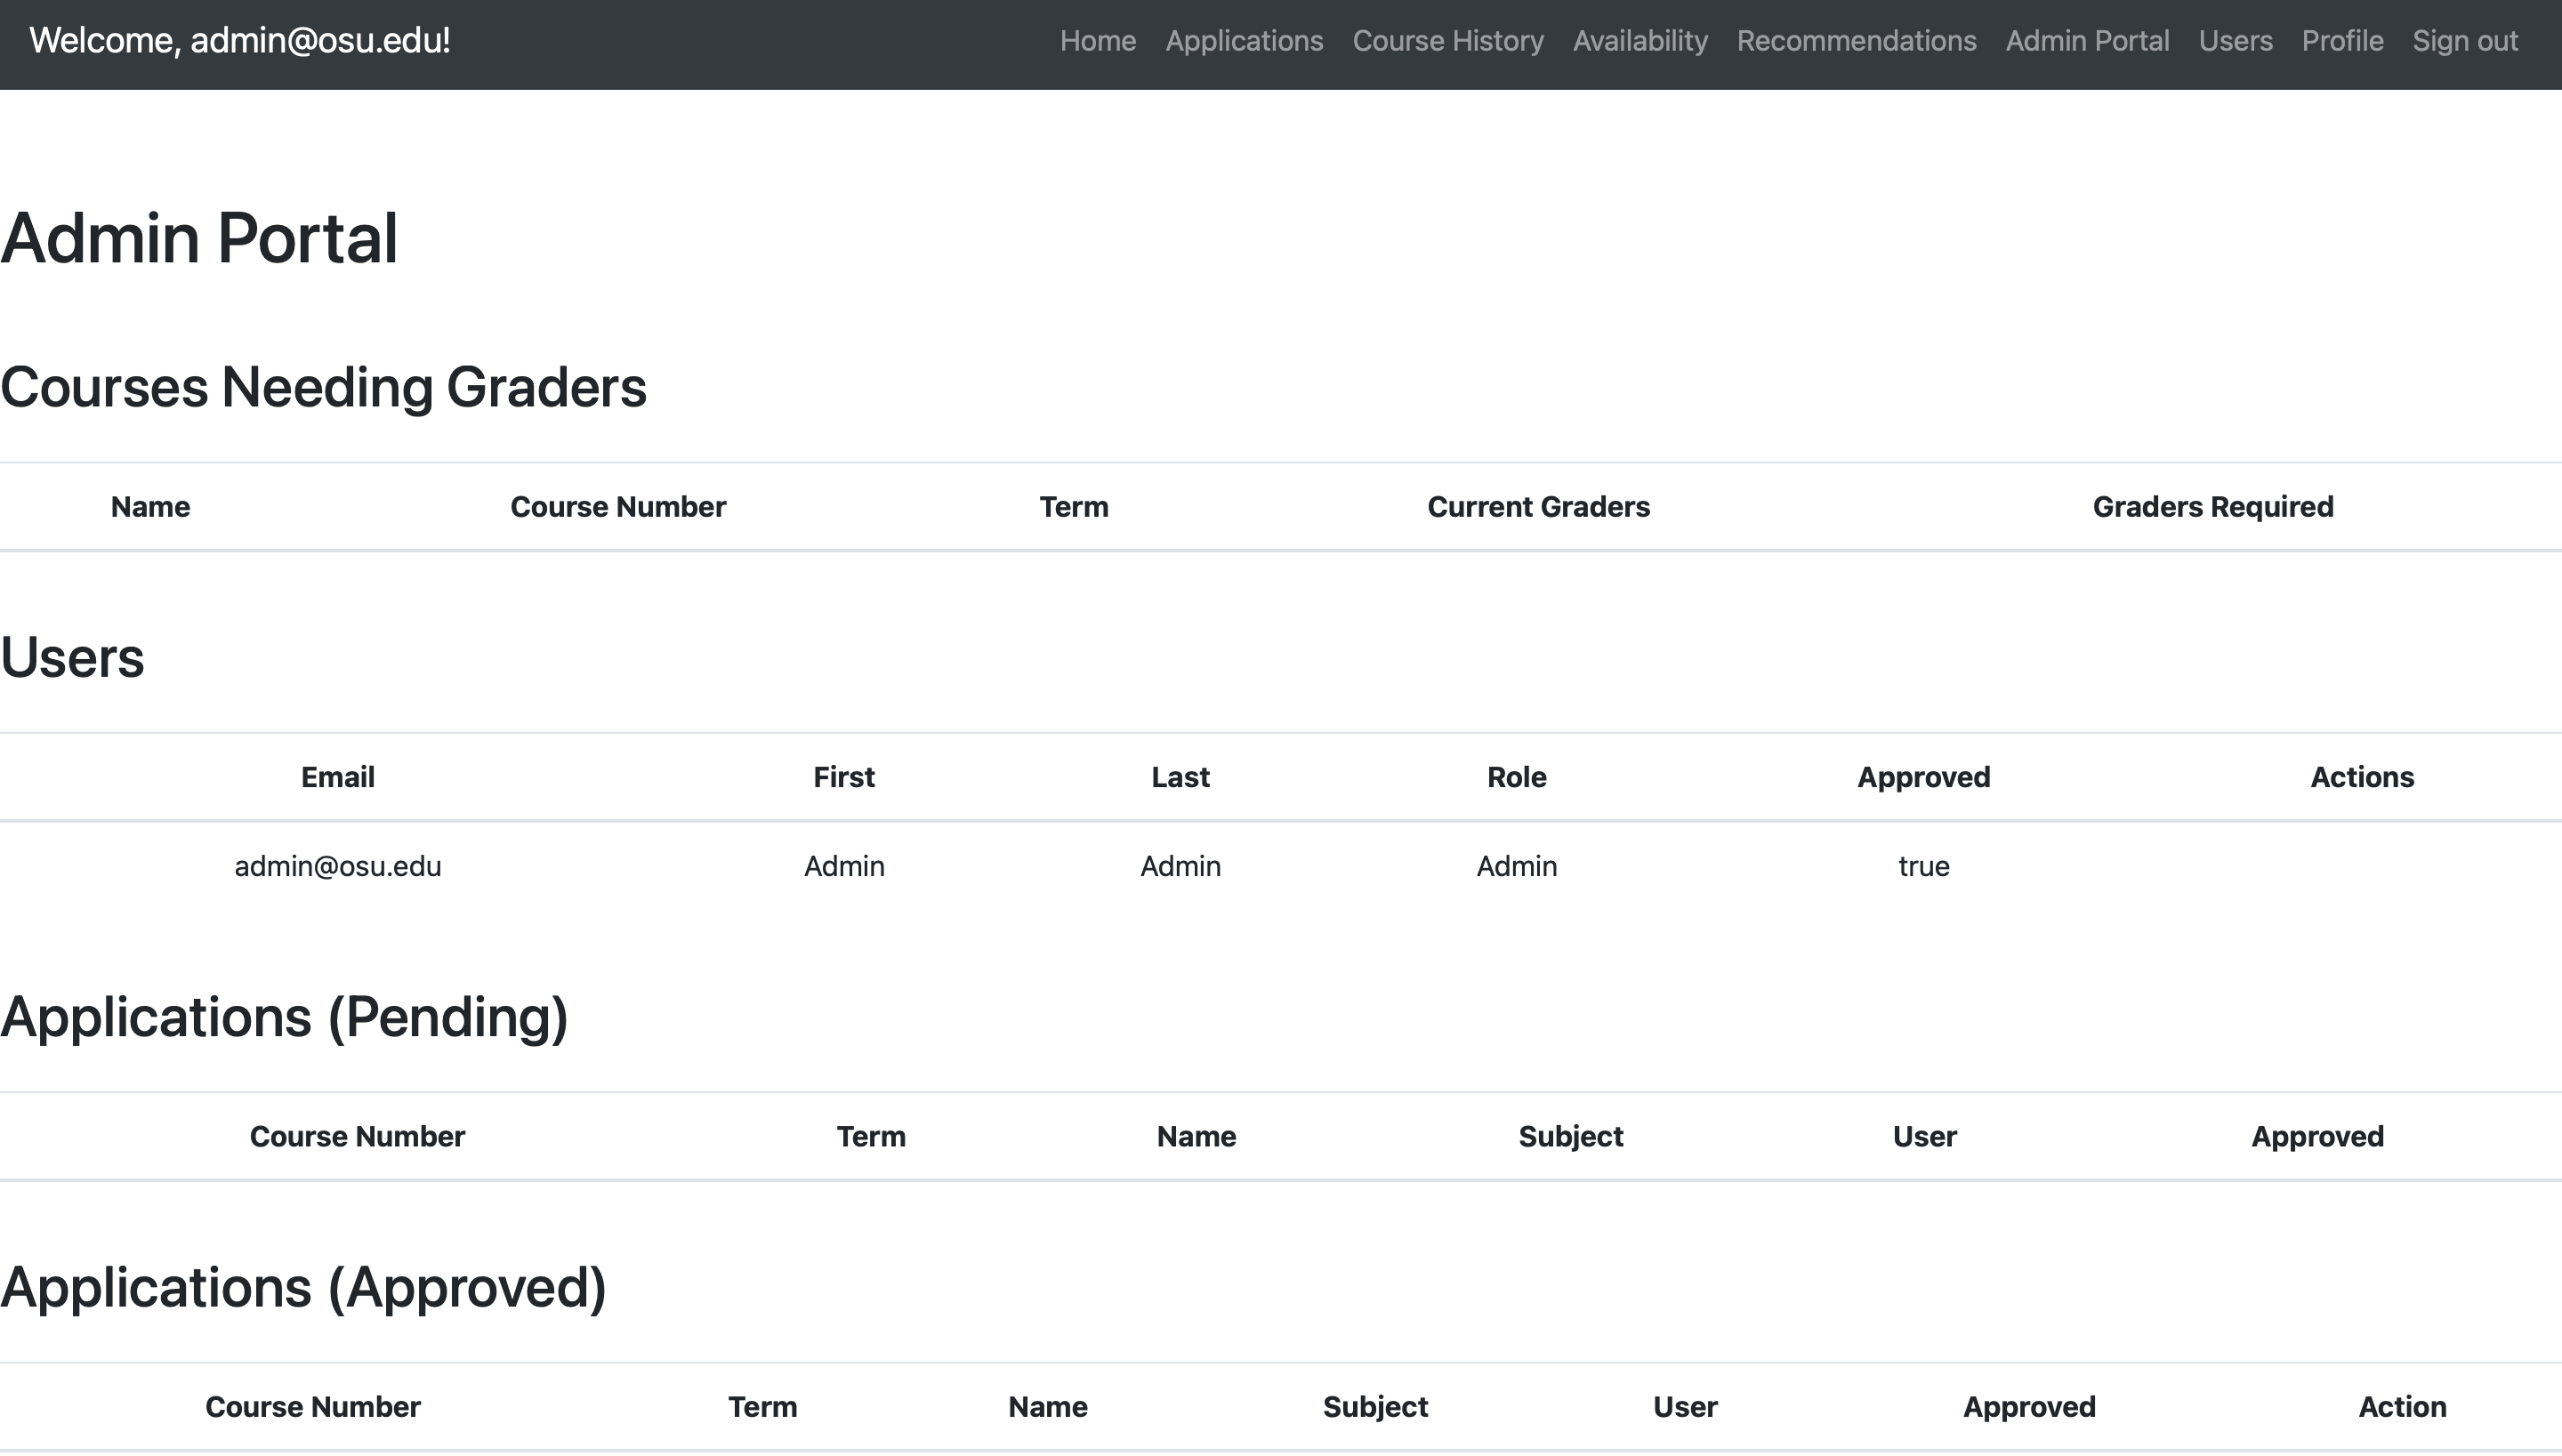 Welcome, admin@osu.edu! Home Applications Course History Availability Recommendations Admin Portal Users Profile Sign out
Admin Portal
Courses Needing Graders
Name Course Number Term Current Graders Graders Required
Users
Email First Last Role Approved Actions
admin@osu.edu Admin Admin Admin true
Applications (Pending)
Course Number Term Name Subject User Approved
Applications (Approved)
Course Number Term Name Subject User Approved Action